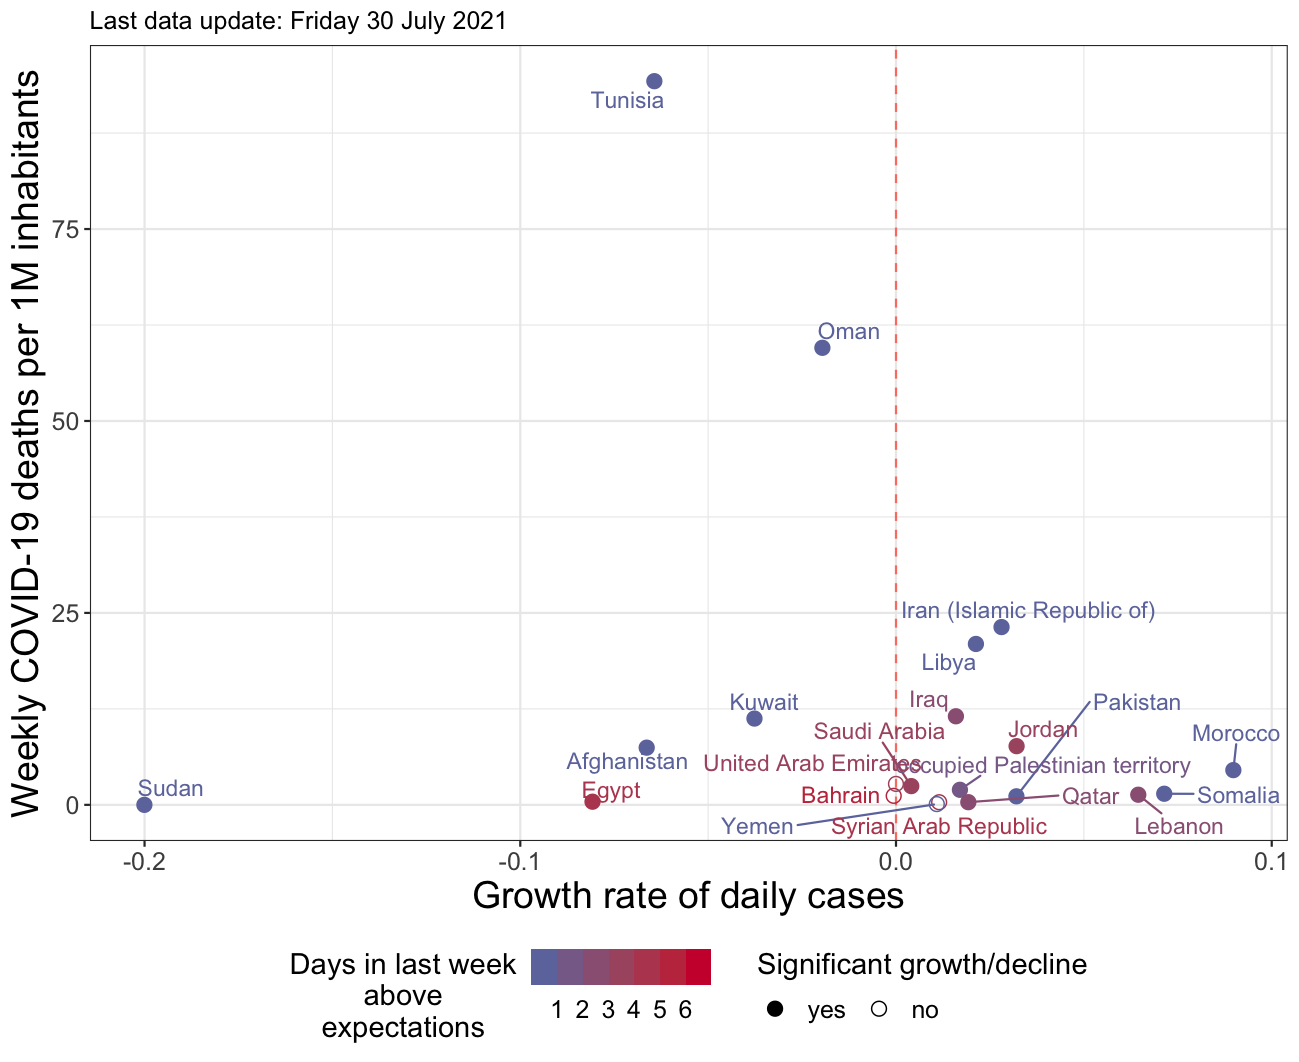 Last data update: Friday 30 July 2021
Weekly COVID-19 deaths per 1M inhabitants
75
50
25
0
Tunisia
Oman
Iran (Islamic Republic of)
Libya
Iraq
Kuwait
Pakistan
Saudi Arabia
Jordan
Morocco
Afghanistan
United Arab Emirates
occupied Palestinian territory
Sudan
Egypt
Bahrain
Qatar
Somalia
Yemen
Syrian Arab Republic
Lebanon
-0.2
-0.1
0.0
0.1
Growth rate of daily cases
Days in last week
above
expectations
1 2 3 4 5 6
Significant growth/decline
yes
no